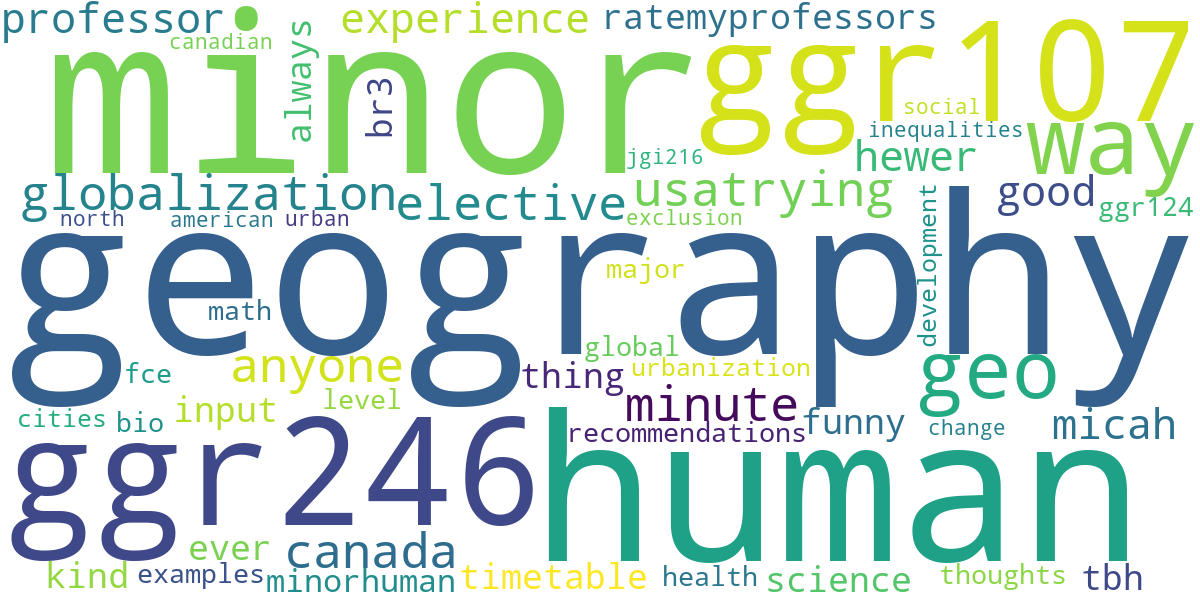 professor
canadian
always
experience
ratemyprofessors
minor
br3
ggr107
social
inequalities
way
jgi216
hewer
globalization
elective
usatrying
good
north
american
urban
exclusion
development
ggr124
geography
major
math
global
fce
anyone
thing
urbanization
geo
level
cities
bio
input
minute
recommendations
funny
change
micah
ggr246
human
ever
canada
kind
examples
minorhuman
timetable
health
science
thoughts
tbh